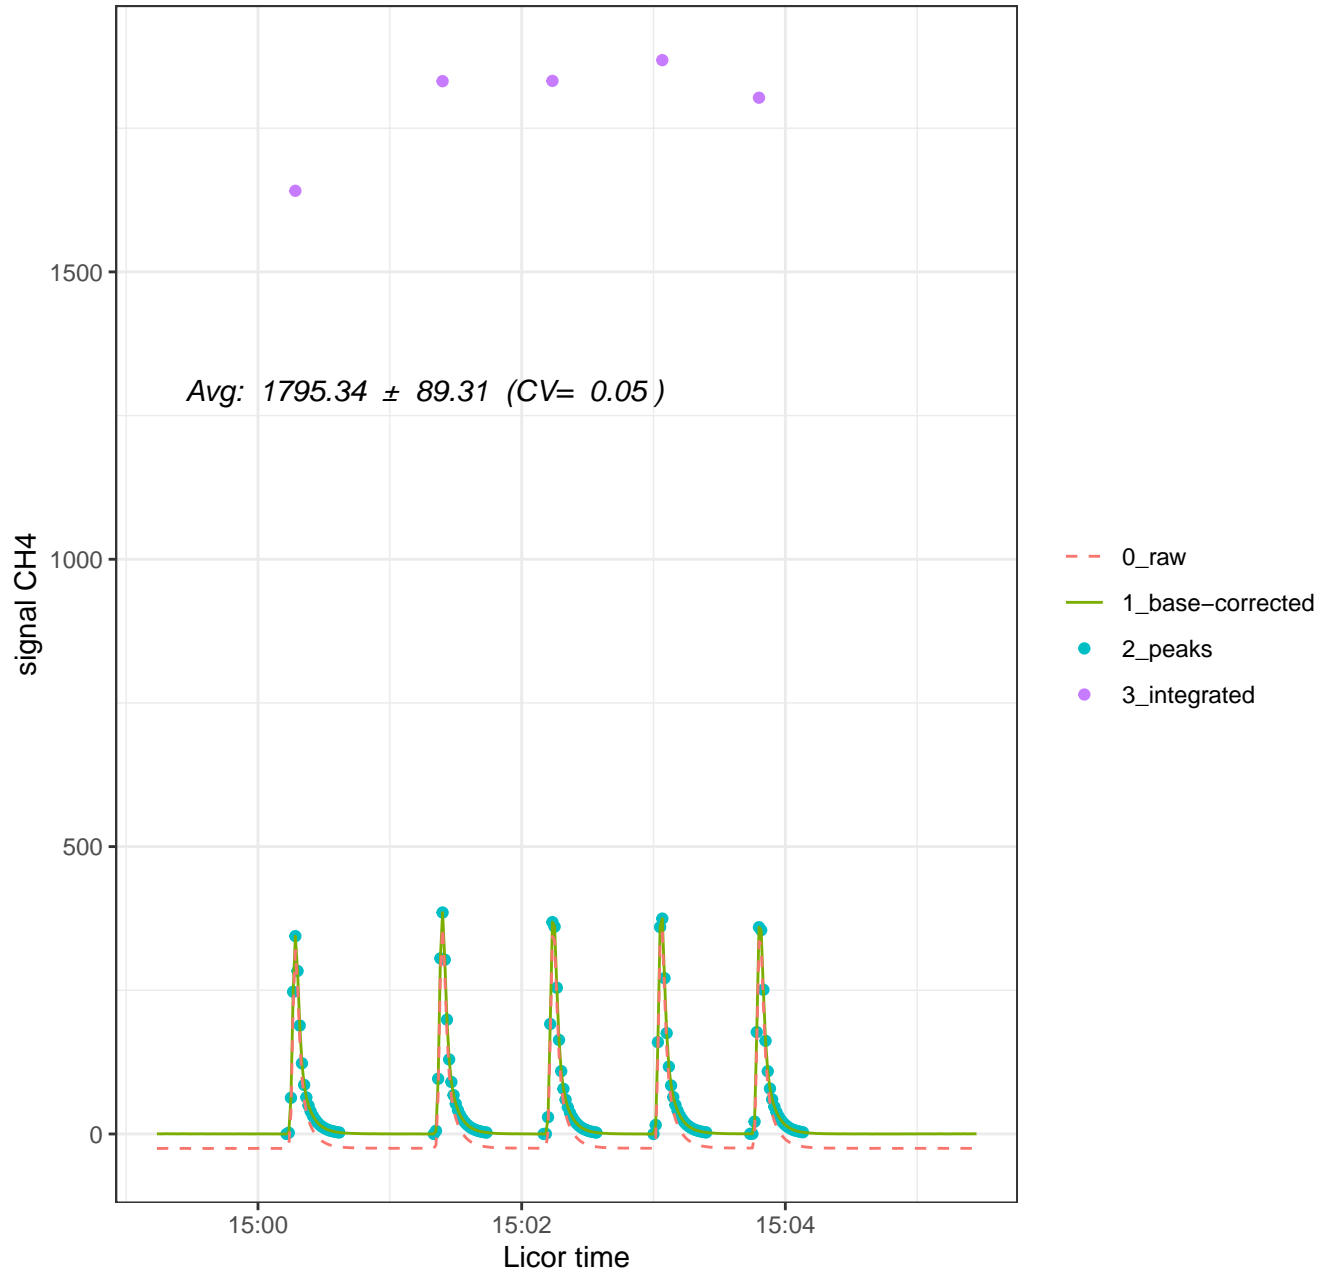 1500
1000
500
0
signal CH4
Avg: 1795.34 ± 89.31 (CV= 0.05 )
15:00
15:02
15:04
Licor time
0_raw
1_base−corrected
2_peaks
3_integrated